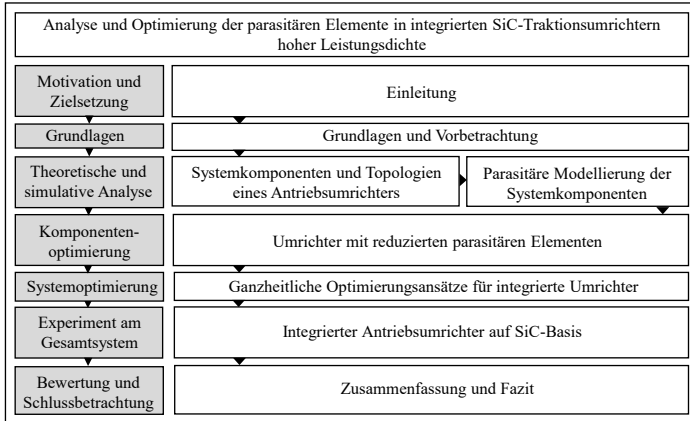 Analyse und Optimierung der parasitären Elemente in integrierten SiC-Traktionsumrichtern
hoher Leistungsdichte
Motivation und
Zielsetzung
Einleitung
Grundlagen
Grundlagen und Vorbetrachtung
Theoretische und
simulative Analyse
Systemkomponenten und Topologien
eines Antriebsumrichters
Parasitäre Modellierung der
Systemkomponenten
Komponenten-
optimierung
Umrichter mit reduzierten parasitären Elementen
Systemoptimierung
Ganzheitliche Optimierungsansätze für integrierte Umrichter
Experiment am
Gesamtsystem
Integrierter Antriebsumrichter auf SiC-Basis
Bewertung und
Schlussbetrachtung
Zusammenfassung und Fazit